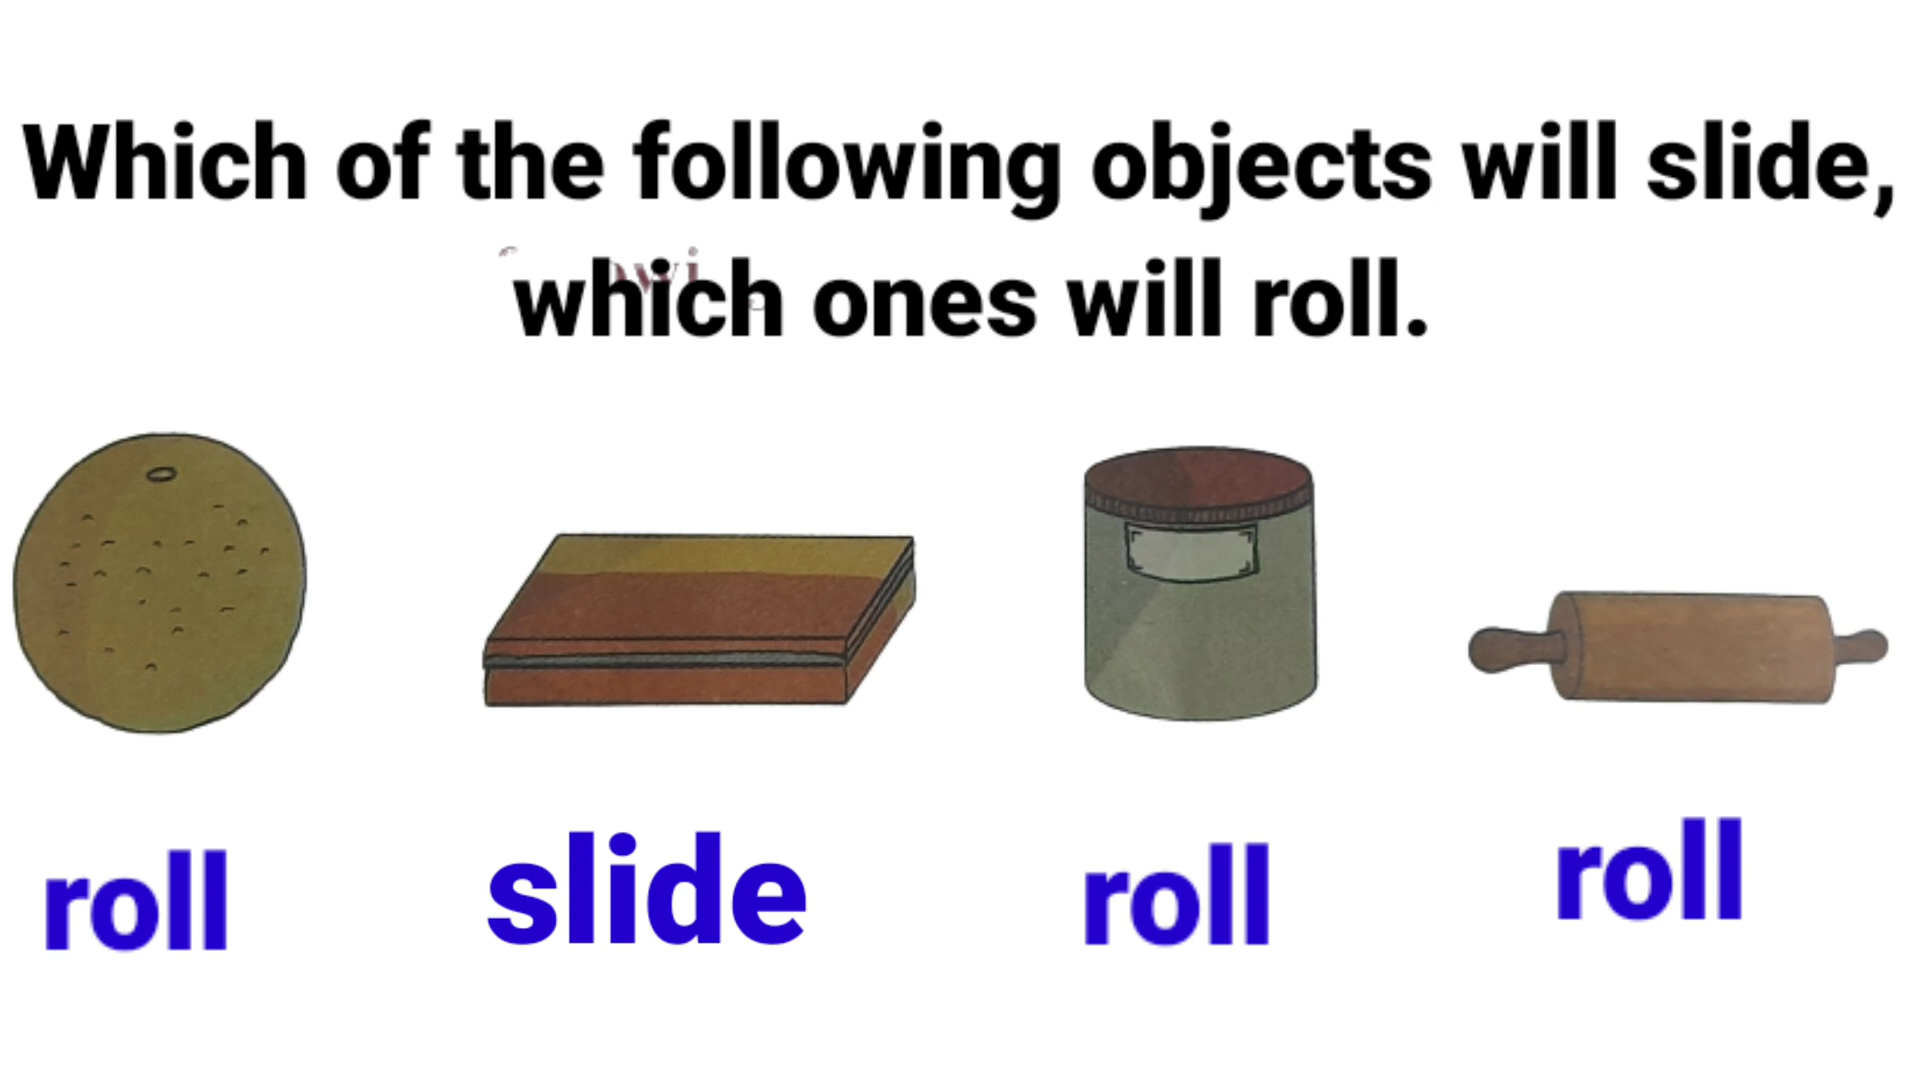 Which of the following objects will slide,
which ones will roll.
roll
slide
roll
roll